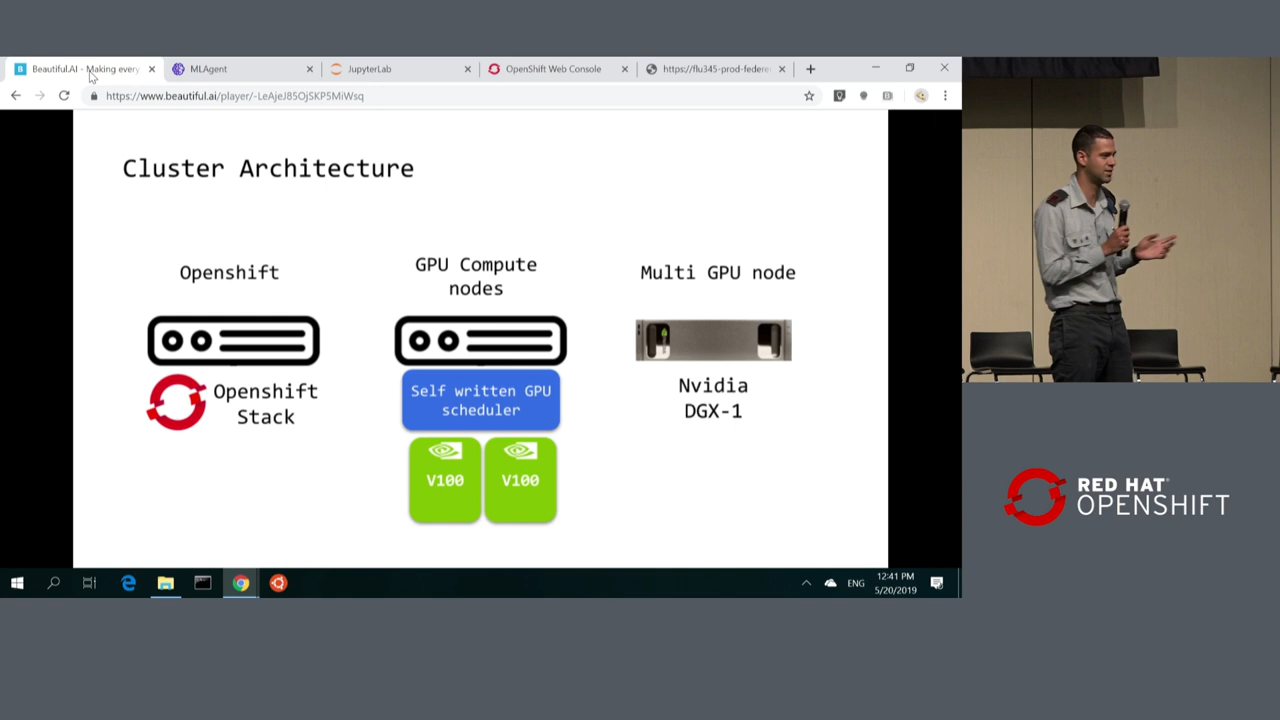 Beautiful.AI - Making every
MLAgent
JupyterLab
OpenShift Web Console
https://flu345-prod-federe
https://www.beautiful.ai/player/-LeAjeJ85OjSKP5MiWsq
Cluster Architecture
Openshift
GPU Compute
nodes
Multi GPU node
Openshift
Stack
Self written GPU
scheduler
V100
V100
Nvidia
DGX-1
RED HAT®
OPENSHIFT
ENG
12:41 PM
5/20/2019